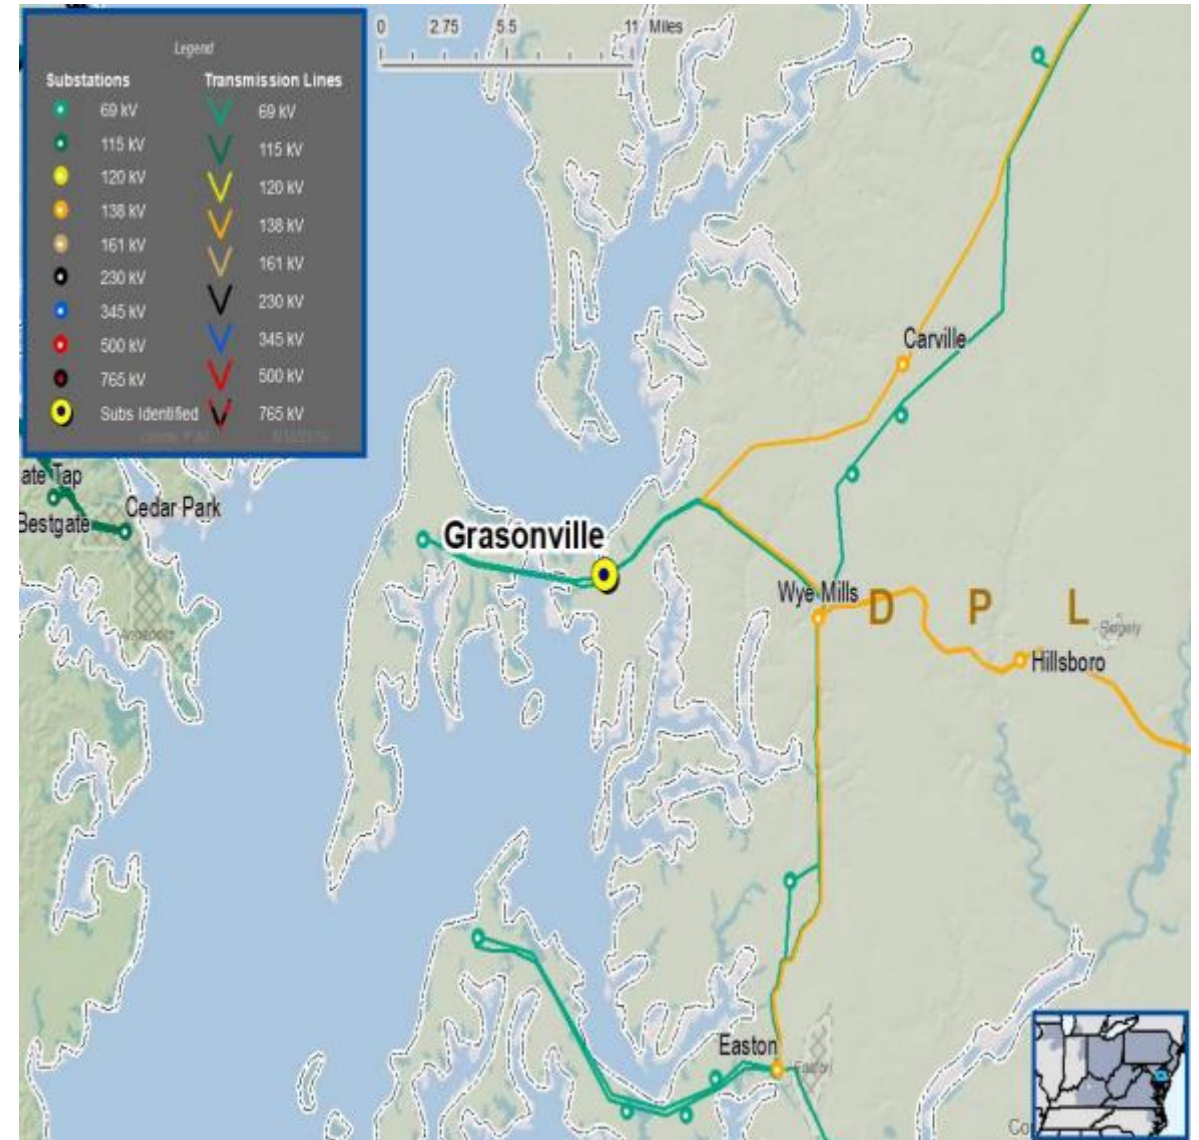 Legend
Substations Transmission Lines
69 kV 69 kV
115 kV 115 kV
120 kV 120 kV
138 kV 138 kV
161 kV 161 kV
230 kV 230 kV
345 kV 345 kV
500 kV 500 kV
765 kV 765 kV
Subs Identified
0 2.75 5.5 11 Miles
Carville
ate Tap
Bestgate
Cedar Park
Grasonville
Wye Mills
D P L
Hillsboro
Easton
Easton
Co